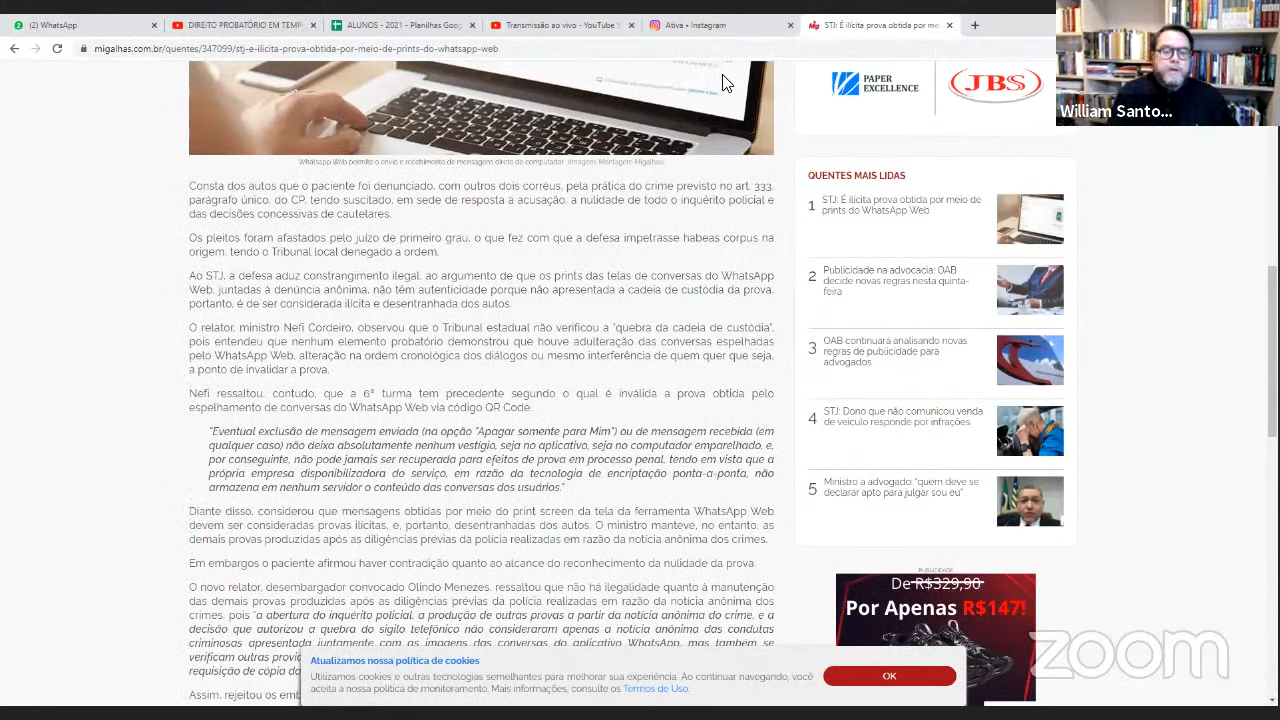 (2) WhatsApp
DIREITO PROBATÓRIO EM TEMP
ALUNOS - 2021 - Planilhas Goog
Transmissão ao vivo - YouTube S
Ativa • Instagram
STJ: É ilícita prova obtida por me
migalhas.com.br/quentes/347099/stj-e-ilicita-prova-obtida-por-meio-de-prints-do-whatsapp-web
PAPER EXCELLENCE
JBS
William Santo...
Whatsapp Web permite o envio e recebimento de mensagens direto do computador. (Imagem: Montagem Migalhas)
Consta dos autos que o paciente foi denunciado, com outros dois corréus, pela prática do crime previsto no art. 333,
parágrafo único, do CP, tendo suscitado, em sede de resposta à acusação, a nulidade de todo o inquérito policial e
das decisões concessivas de cautelares.
Os pleitos foram afastados pelo juízo de primeiro grau, o que fez com que a defesa impetrasse habeas corpus na
origem, tendo o Tribunal local denegado a ordem.
Ao STJ, a defesa aduz constrangimento ilegal, ao argumento de que os prints das telas de conversas do WhatsApp
Web, juntadas à denúncia anônima, não têm autenticidade porque não apresentada a cadeia de custódia da prova,
portanto, é de ser considerada ilícita e desentranhada dos autos.
O relator, ministro Nefi Cordeiro, observou que o Tribunal estadual não verificou a "quebra da cadeia de custódia",
pois entendeu que nenhum elemento probatório demonstrou que houve adulteração das conversas espelhadas
pelo WhatsApp Web, alteração na ordem cronológica dos diálogos ou mesmo interferência de quem quer que seja,
a ponto de invalidar a prova.
Nefi ressaltou, contudo, que a 6ª turma tem precedente segundo o qual é inválida a prova obtida pelo
espelhamento de conversas do WhatsApp Web via código QR Code.
"Eventual exclusão de mensagem enviada (na opção "Apagar somente para Mim") ou de mensagem recebida (em
qualquer caso) não deixa absolutamente nenhum vestígio, seja no aplicativo, seja no computador emparelhado, e,
por conseguinte, não pode jamais ser recuperada para efeitos de prova em processo penal, tendo em vista que a
própria empresa disponibilizadora do serviço, em razão da tecnologia de encriptação ponta-a-ponta, não
armazena em nenhum servidor o conteúdo das conversas dos usuários."
Diante disso, considerou que mensagens obtidas por meio do print screen da tela da ferramenta WhatsApp Web
devem ser consideradas provas ilícitas, e, portanto, desentranhadas dos autos. O ministro manteve, no entanto, as
demais provas produzidas após as diligências prévias da polícia realizadas em razão da notícia anônima dos crimes.
Em embargos o paciente afirmou haver contradição quanto ao alcance do reconhecimento da nulidade da prova.
O novo relator, desembargador convocado Olindo Menezes, ressaltou que não há ilegalidade quanto à manutenção
das demais provas produzidas após as diligências prévias da polícia realizadas em razão da notícia anônima dos
crimes, pois "a abertura do inquérito policial, a produção de outras provas a partir da notícia anônima do crime, e a
decisão que autorizou a quebra do sigilo telefônico não consideraram apenas a notícia anônima das condutas
criminosas apresentada juntamente com as imagens das conversas do aplicativo WhatsApp, mas também se
verificam outras provid
requisição de cópia d
Assim, rejeitou os emb
QUENTES MAIS LIDAS
1 STJ: É ilícita prova obtida por meio de
prints do WhatsApp Web
2 Publicidade na advocacia: OAB
decide novas regras nesta quinta-
feira
3 OAB continuará analisando novas
regras de publicidade para
advogados
4 STJ: Dono que não comunicou venda
de veículo responde por infrações
5 Ministro a advogado: "quem deve se
declarar apto para julgar sou eu"
PUBLICIDADE
De R$329,90
Por Apenas R$147!
Atualizamos nossa política de cookies
Utilizamos cookies e outras tecnologias semelhantes para melhorar sua experiência. Ao continuar navegando, você
aceita a nossa política de monitoramento. Mais informações, consulte os Termos de Uso.
OK
zoom